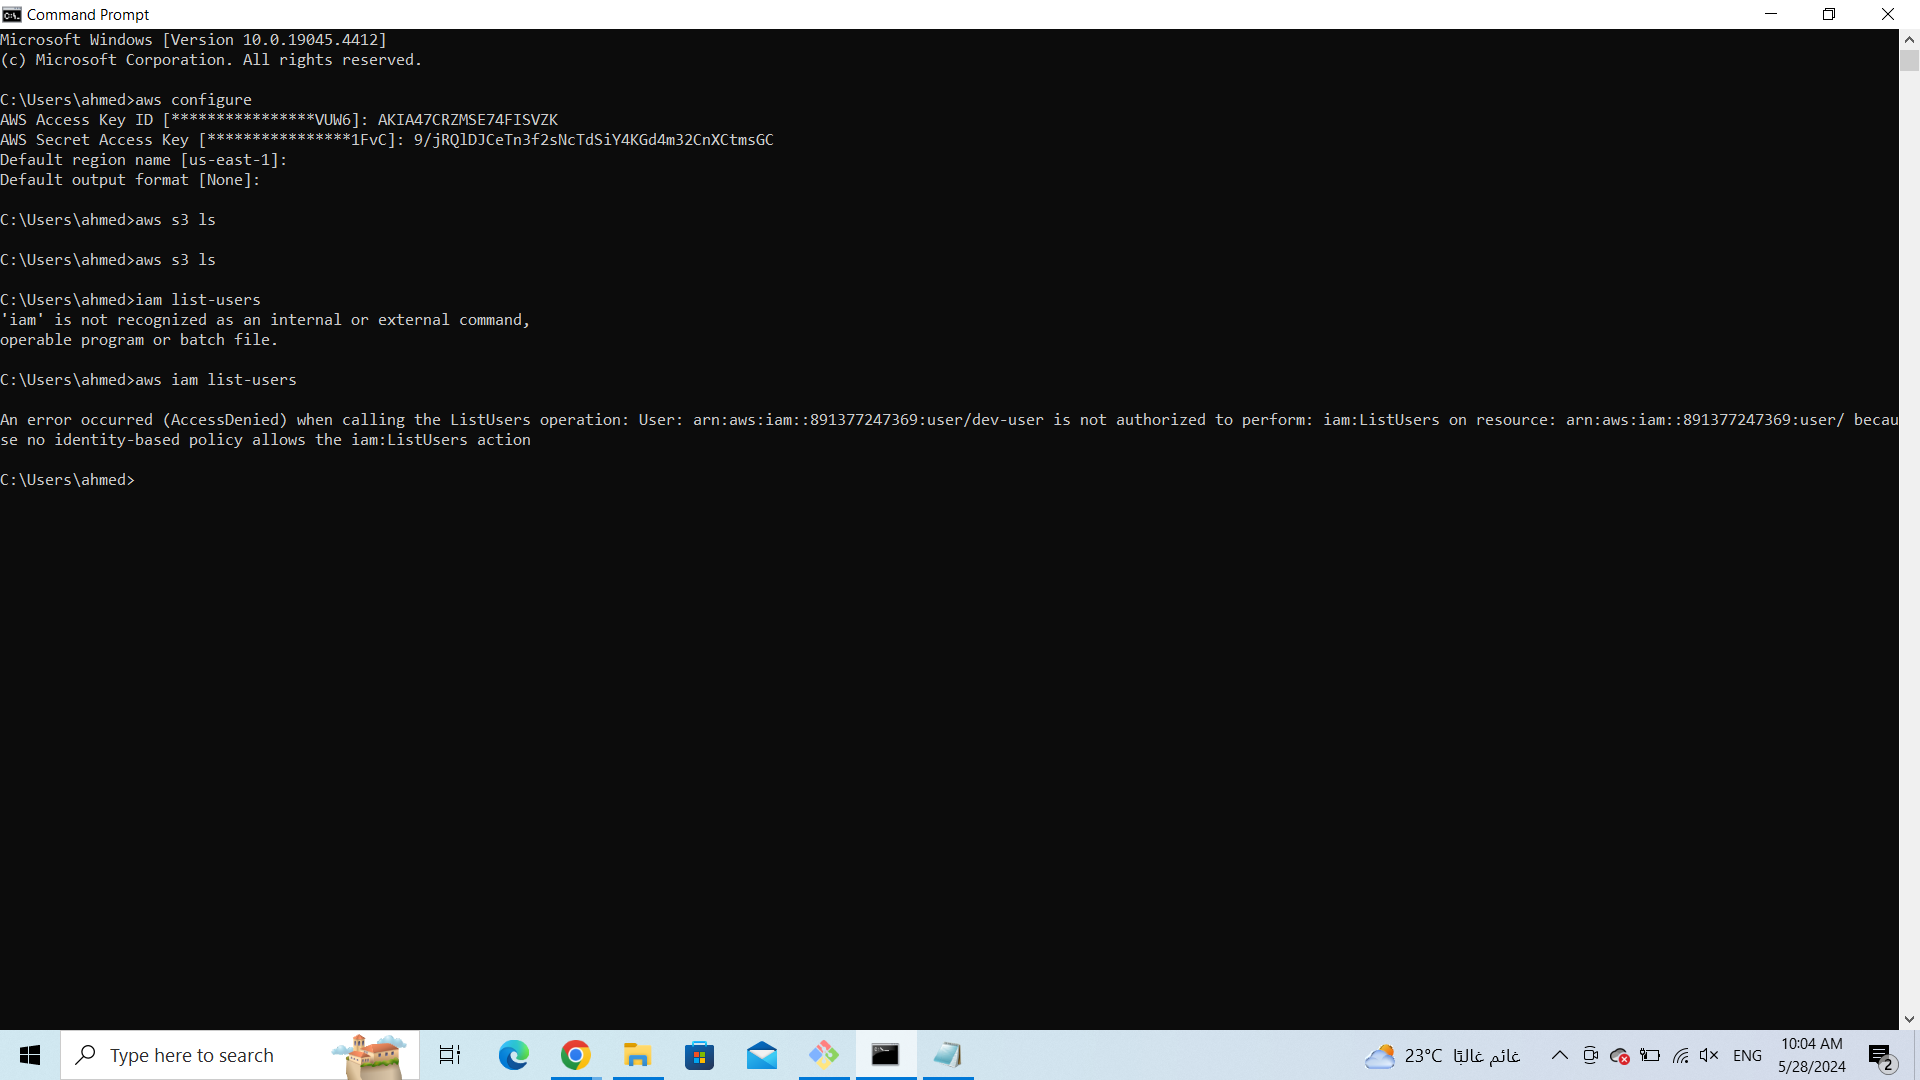 Command Prompt
Microsoft Windows [Version 10.0.19045.4412]
(c) Microsoft Corporation. All rights reserved.
C:\Users\ahmed>aws configure
AWS Access Key ID [****************VUW6]: AKIA47CRZMSE74FISVZK
AWS Secret Access Key [****************1FvC]: 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
Default region name [us-east-1]:
Default output format [None]:
C:\Users\ahmed>aws s3 ls
C:\Users\ahmed>aws s3 ls
C:\Users\ahmed>iam list-users
'iam' is not recognized as an internal or external command,
operable program or batch file.
C:\Users\ahmed>aws iam list-users
An error occurred (AccessDenied) when calling the ListUsers operation: User: arn:aws:iam::891377247369:user/dev-user is not authorized to perform: iam:ListUsers on resource: arn:aws:iam::891377247369:user/ becau
se no identity-based policy allows the iam:ListUsers action
C:\Users\ahmed>
Type here to search
23°C غائم غالبًا
ENG
10:04 AM
5/28/2024
2